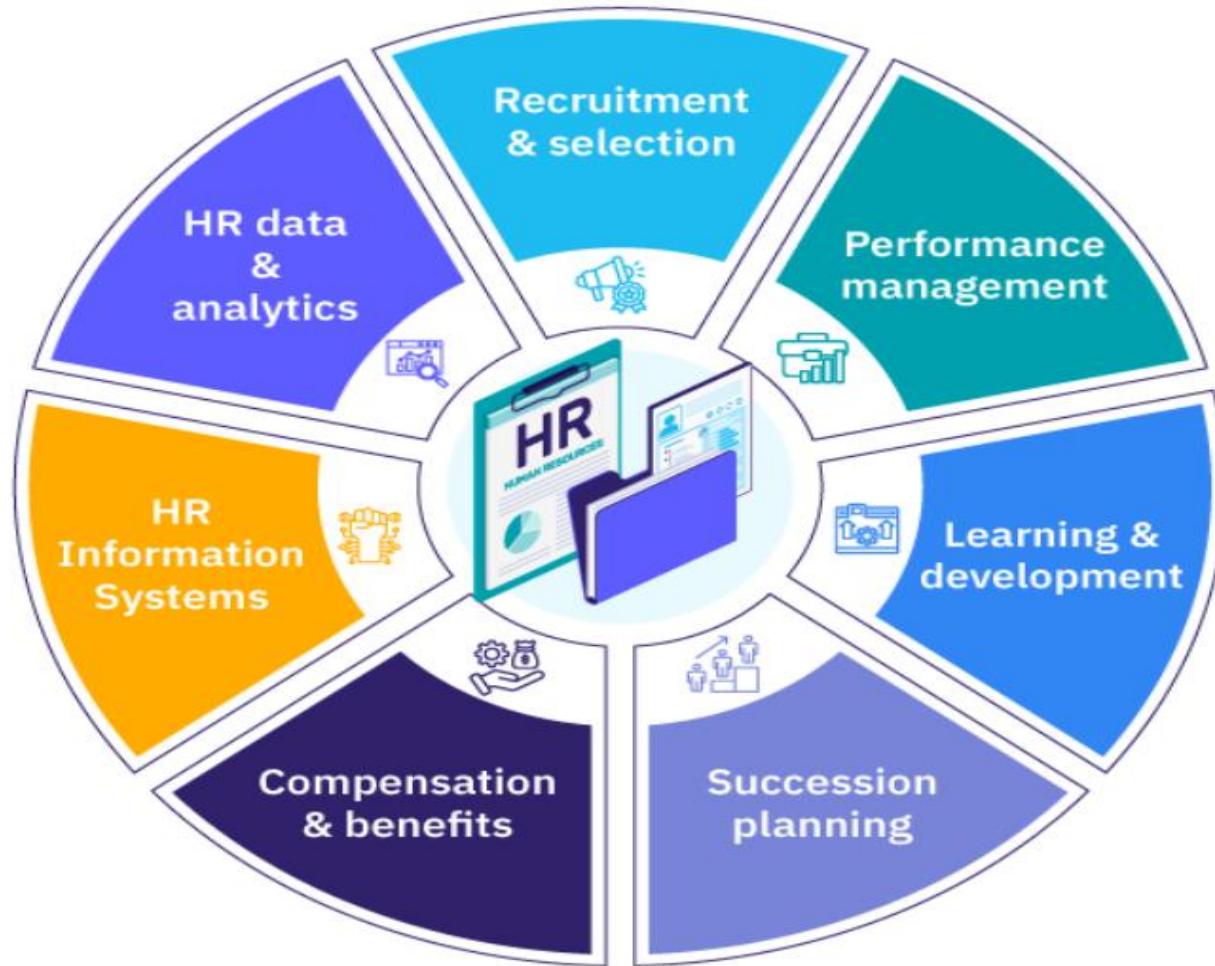 Recruitment
& selection
Performance
management
Learning &
development
Succession
planning
Compensation
& benefits
HR
Information
Systems
HR data
&
analytics
HR
HUMAN RESOURCES